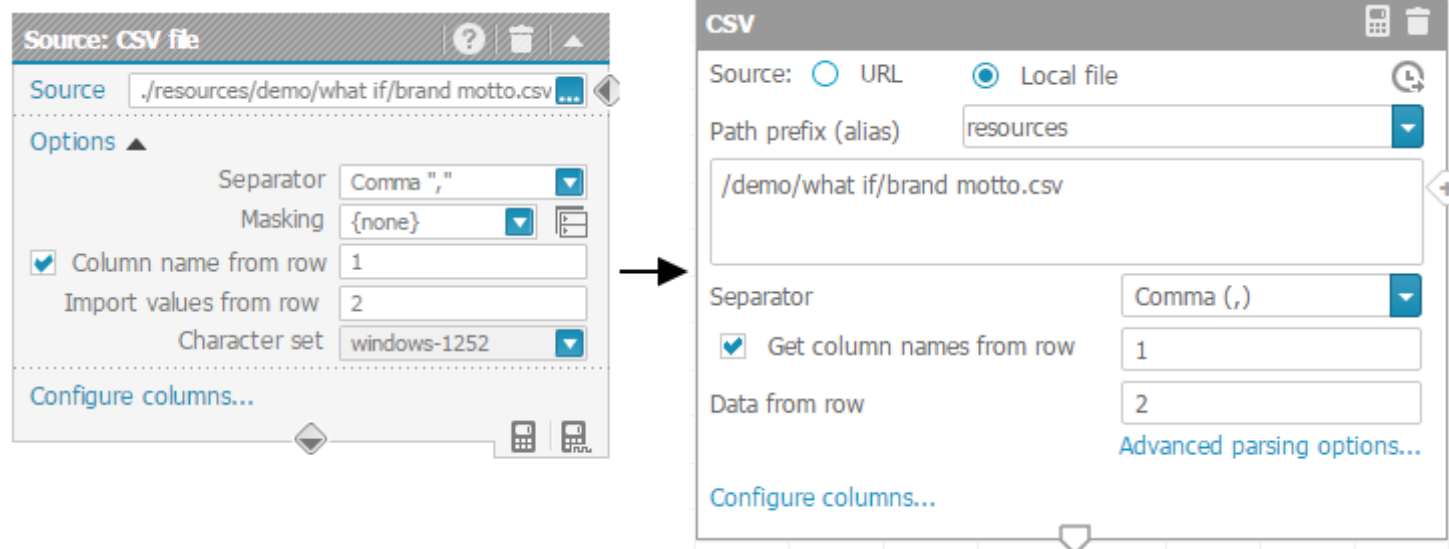 Source: CSV file
?
Source ./resources/demo/what if/brand motto.csv ...
Options
Separator Comma ","
Masking {none}
Column name from row 1
Import values from row 2
Character set windows-1252
Configure columns...
CSV
Source: URL Local file
Path prefix (alias) resources
/demo/what if/brand motto.csv
Separator Comma (,)
Get column names from row 1
Data from row 2
Advanced parsing options...
Configure columns...